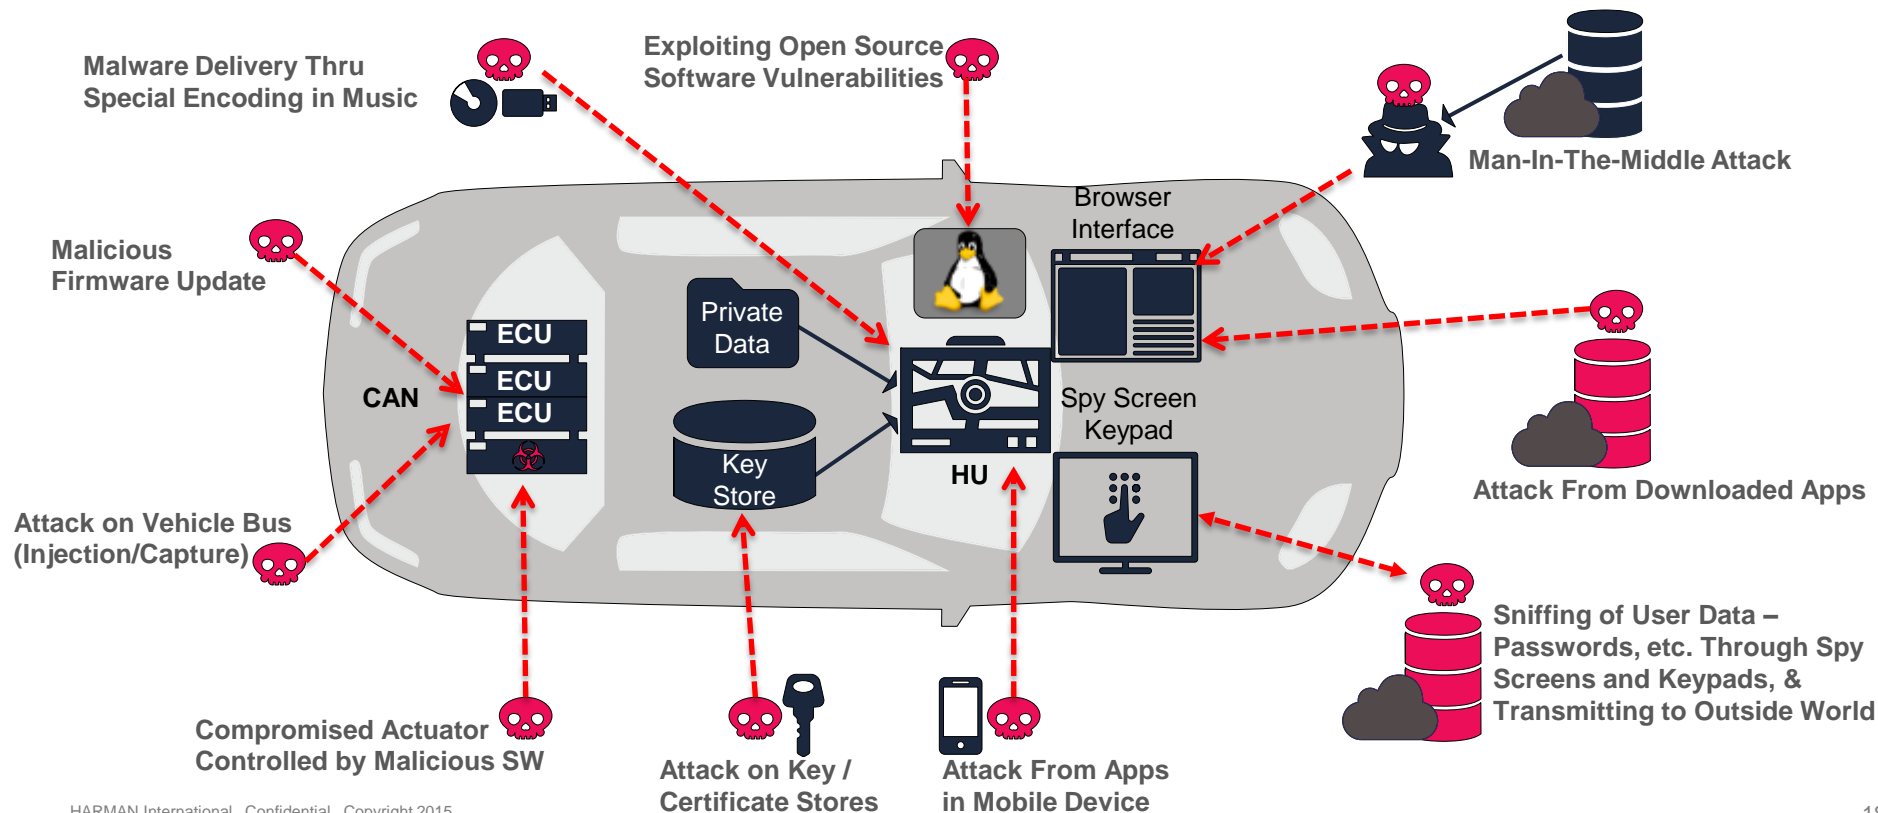 Malware Delivery Thru
Special Encoding in Music
Exploiting Open Source
Software Vulnerabilities
Man-In-The-Middle Attack
Browser
Interface
Malicious
Firmware Update
Private
Data
ECU
ECU
ECU
CAN
Spy Screen
Keypad
Key
Store
HU
Attack From Downloaded Apps
Attack on Vehicle Bus
(Injection/Capture)
Sniffing of User Data –
Passwords, etc. Through Spy
Screens and Keypads, &
Transmitting to Outside World
Compromised Actuator
Controlled by Malicious SW
Attack on Key /
Certificate Stores
Attack From Apps
in Mobile Device
HARMAN International. Confidential. Copyright 2015.